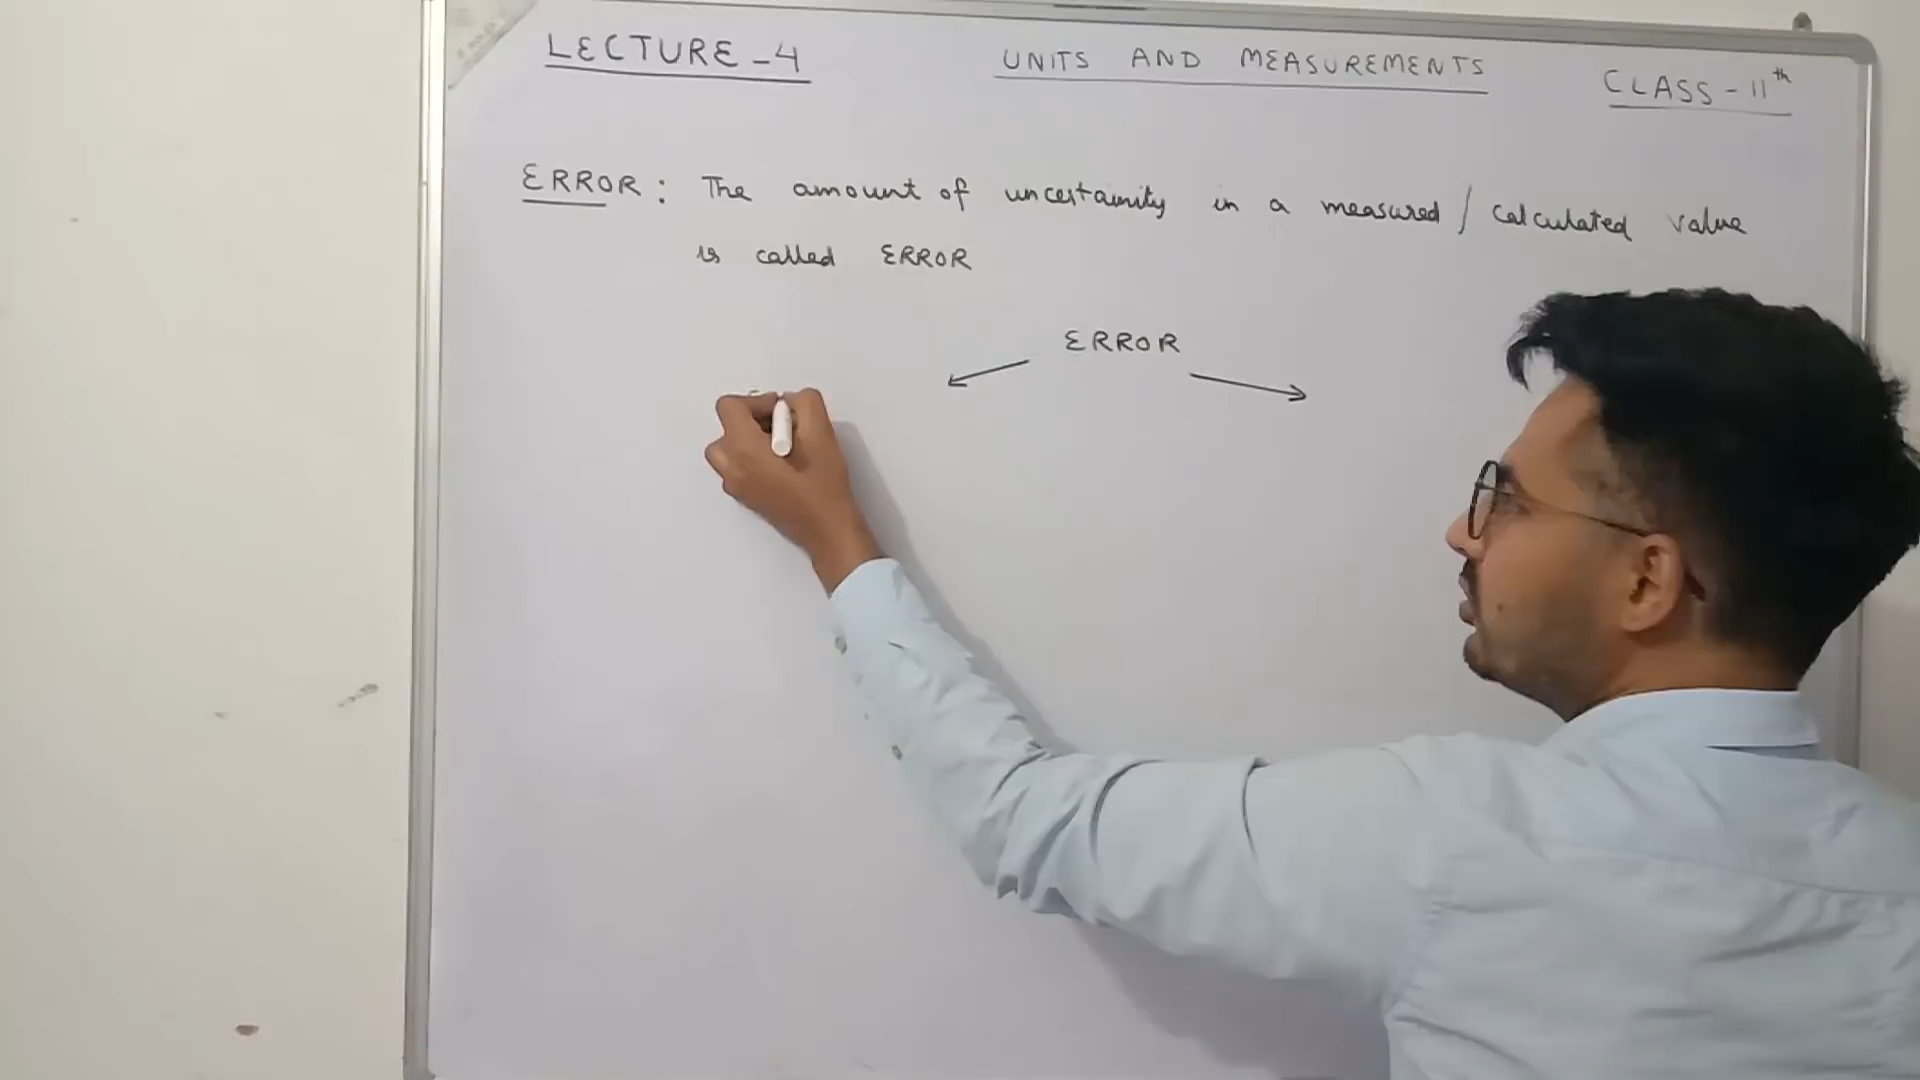 LECTURE-4
UNITS AND MEASUREMENTS
CLASS-11th
ERROR: The amount of uncertainity in a measured/calculated value
is called ERROR
ERROR